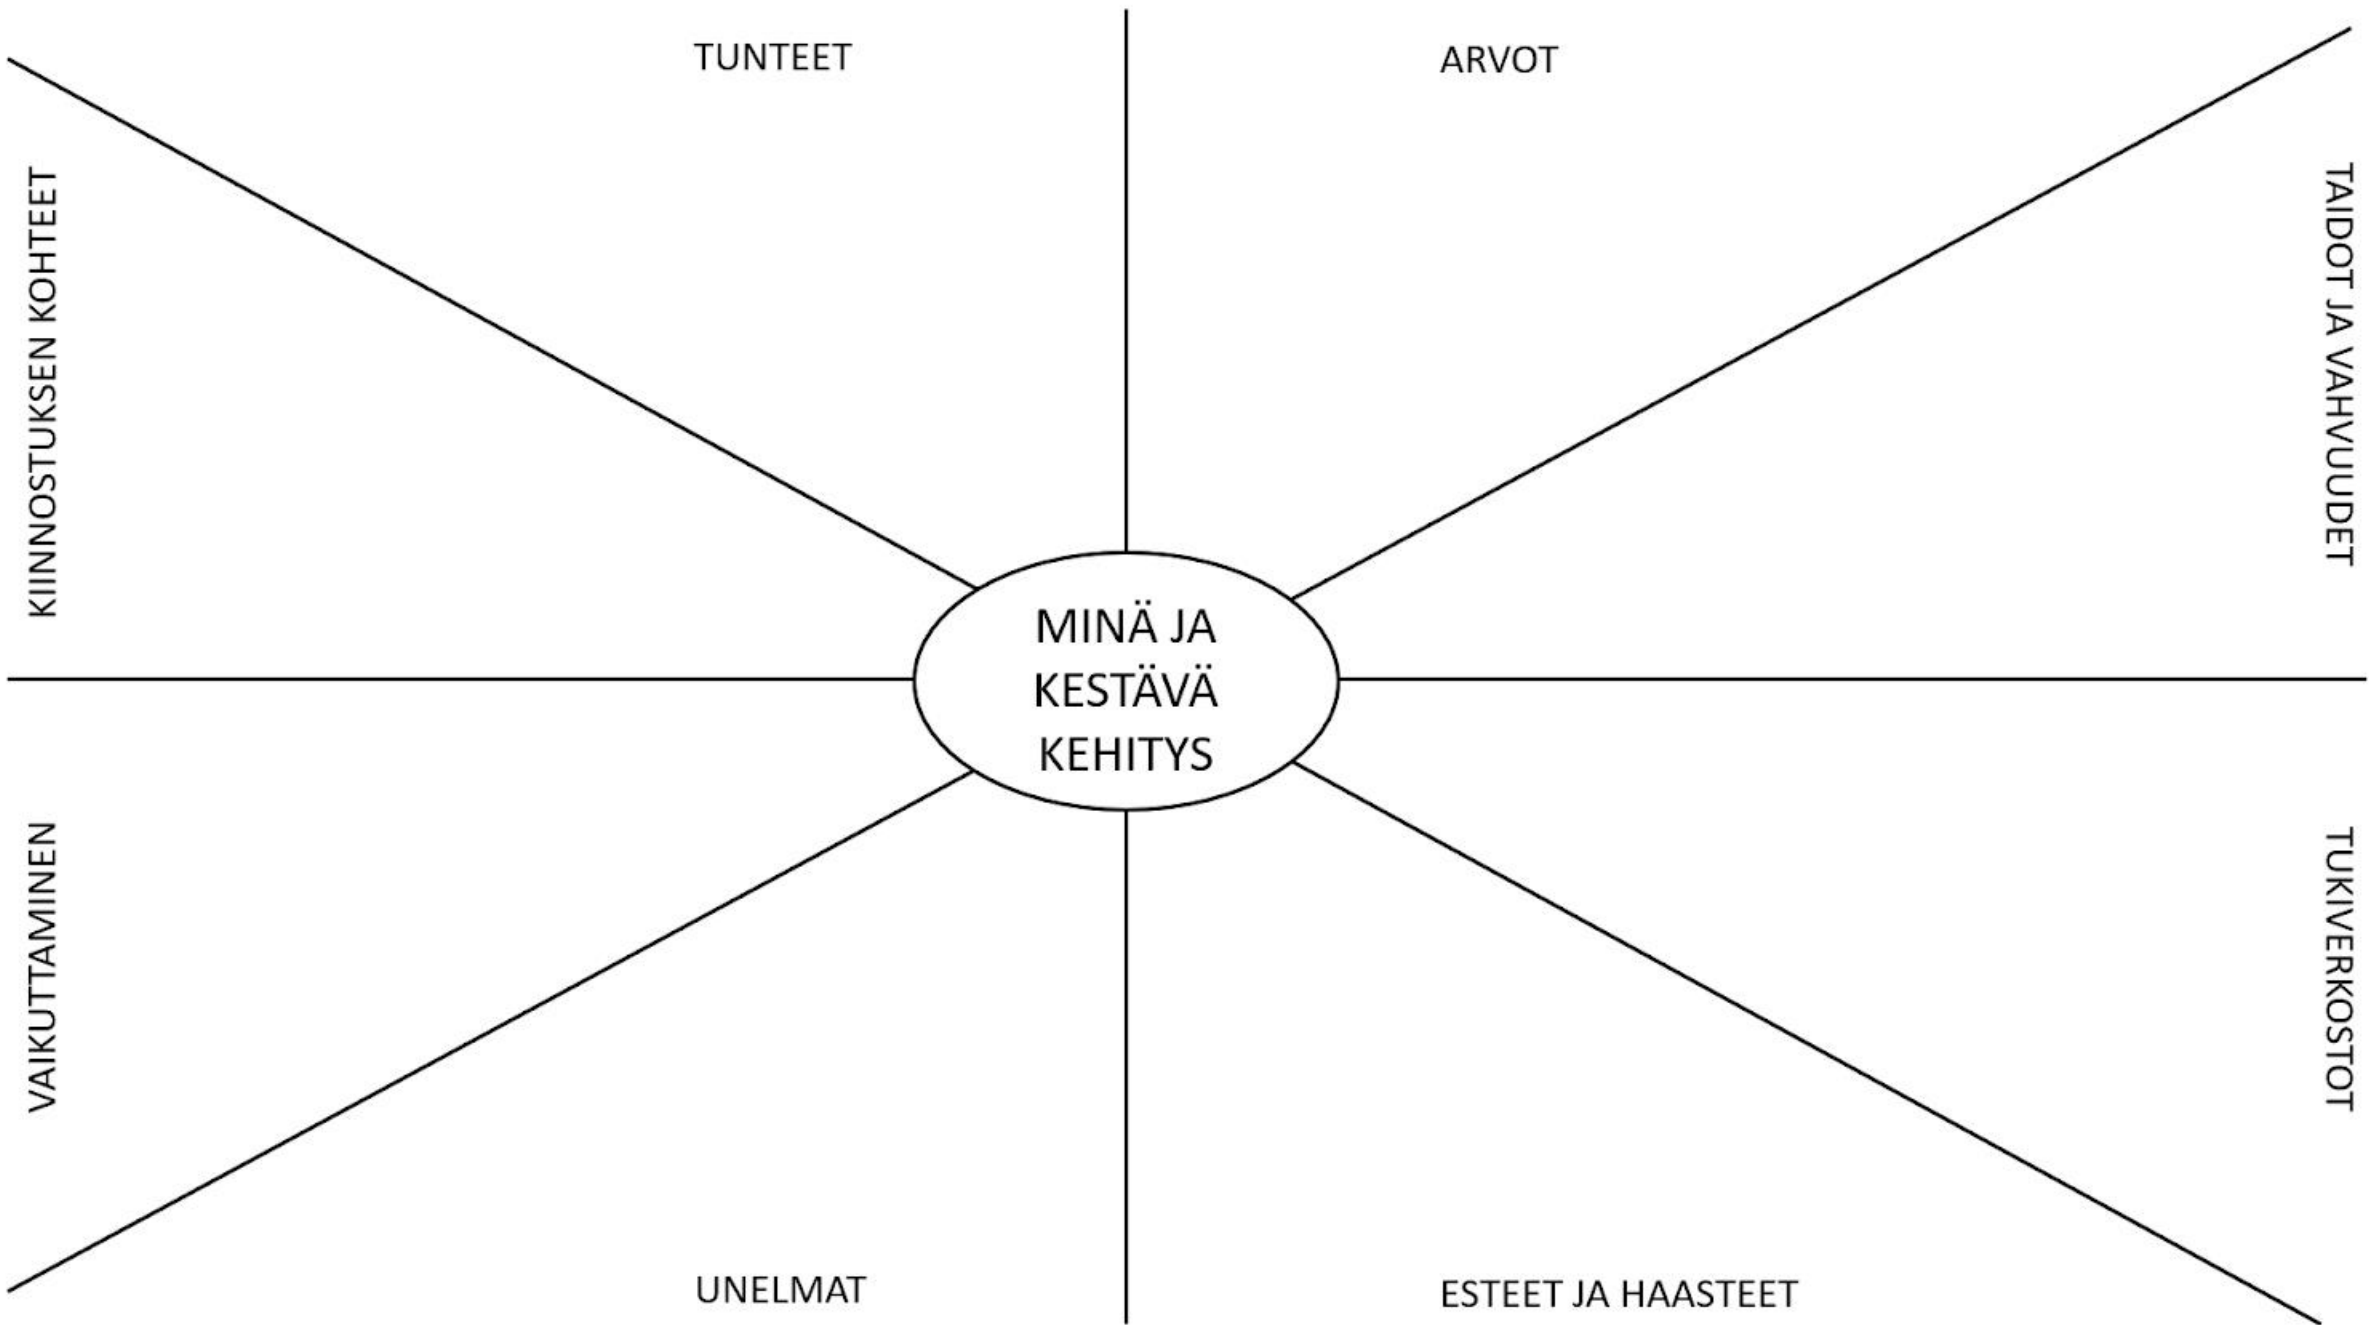 TUNTEET
ARVOT
KIINNOSTUKSEN KOHTEET
TAIDOT JA VAHVUUDET
MINÄ JA
KESTÄVÄ
KEHITYS
VAIKUTTAMINEN
TUKIVERKOSTOT
UNELMAT
ESTEET JA HAASTEET